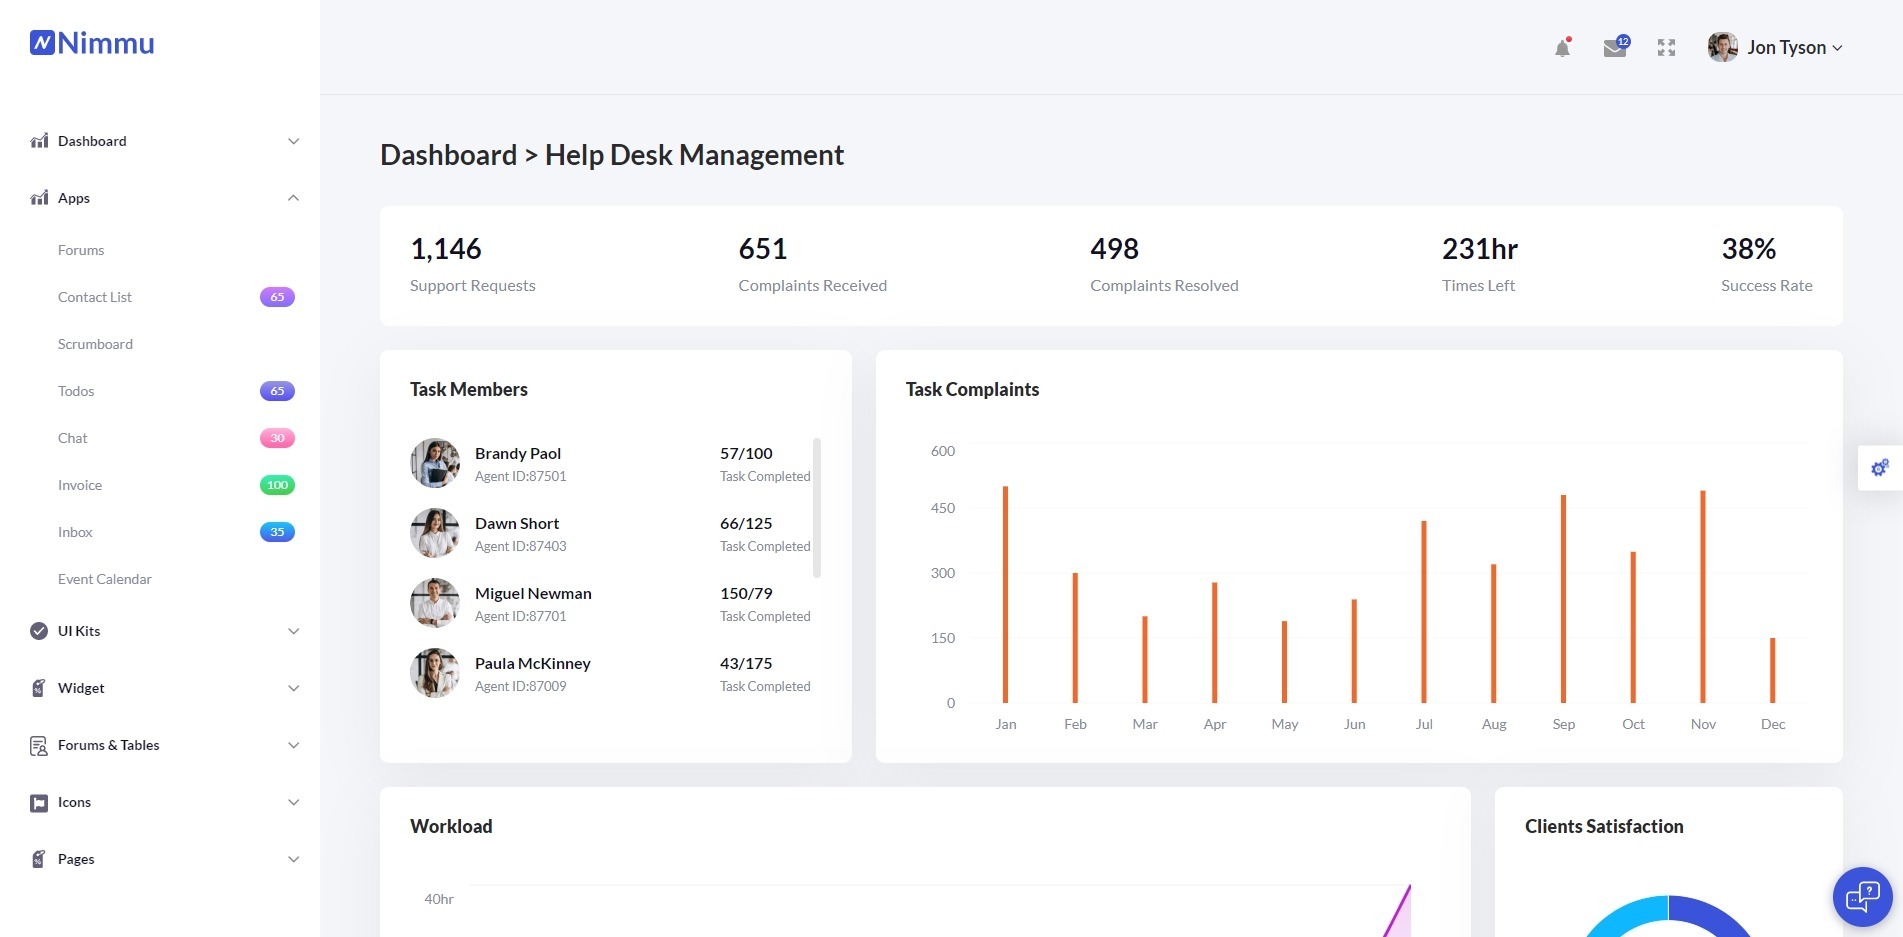 Nimmu
12
Jon Tyson
Dashboard
Apps
Forums
Contact List 65
Scrumboard
Todos 65
Chat 30
Invoice 100
Inbox 35
Event Calendar
UI Kits
Widget
Forums & Tables
Icons
Pages
Dashboard > Help Desk Management
1,146 651 498 231hr 38%
Support Requests Complaints Received Complaints Resolved Times Left Success Rate
Task Members
Brandy Paol 57/100
Agent ID:87501 Task Completed
Dawn Short 66/125
Agent ID:87403 Task Completed
Miguel Newman 150/79
Agent ID:87701 Task Completed
Paula McKinney 43/175
Agent ID:87009 Task Completed
Task Complaints
600
450
300
150
0
Jan Feb Mar Apr May Jun Jul Aug Sep Oct Nov Dec
Workload
40hr
Clients Satisfaction
?